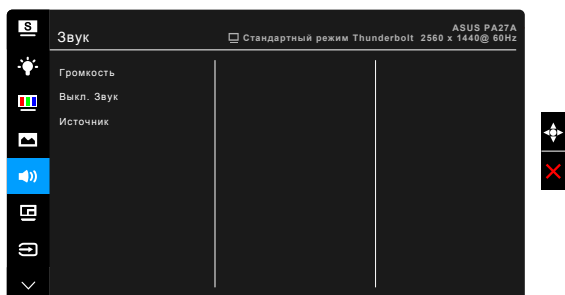 S
ASUS PA27A
Звук
Стандартный режим Thunderbolt 2560 x 1440@ 60Hz
Громкость
Выкл. Звук
Источник